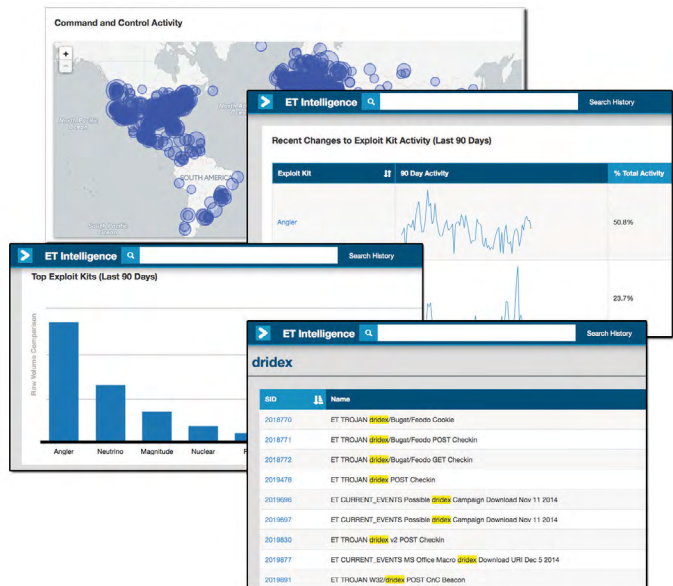 Command and Control Activity
+
−
SOUTH AMERICA
ET Intelligence Search History
Recent Changes to Exploit Kit Activity (Last 90 Days)
Exploit Kit 90 Day Activity % Total Activity
Angler 50.8%
23.7%
ET Intelligence Search History
Top Exploit Kits (Last 90 Days)
Raw Volume Comparison
Angler Neutrino Magnitude Nuclear
ET Intelligence Search History
dridex
SID Name
2018770 ET TROJAN dridex/Bugat/Feodo Cookie
2018771 ET TROJAN dridex/Bugat/Feodo POST Checkin
2018772 ET TROJAN dridex/Bugat/Feodo GET Checkin
2019478 ET TROJAN dridex POST Checkin
2019696 ET CURRENT_EVENTS Possible dridex Campaign Download Nov 11 2014
2019697 ET CURRENT_EVENTS Possible dridex Campaign Download Nov 11 2014
2019830 ET TROJAN dridex v2 POST Checkin
2019877 ET CURRENT_EVENTS MS Office Macro dridex Download URI Dec 5 2014
2019891 ET TROJAN W32/dridex POST CnC Beacon